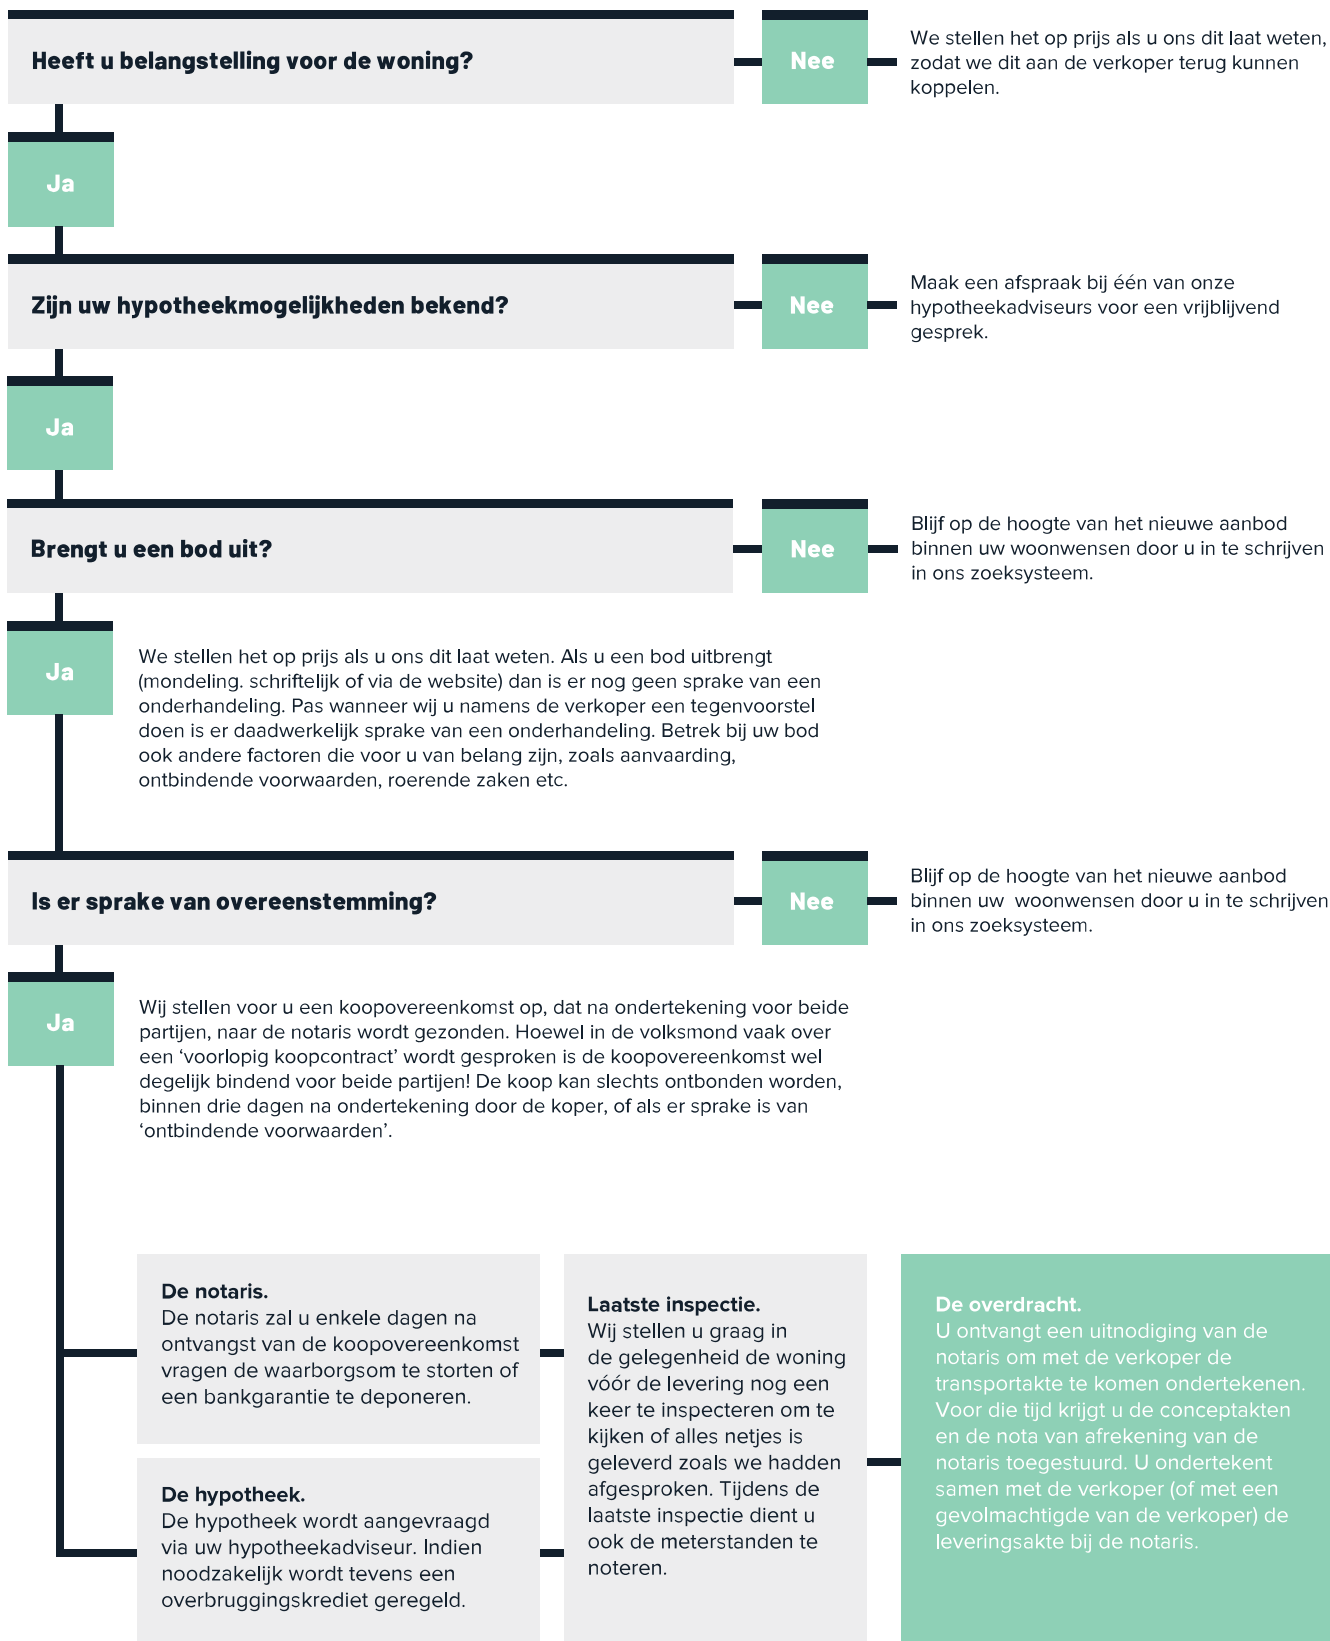 Heeft u belangstelling voor de woning?
Nee
We stellen het op prijs als u ons dit laat weten,
zodat we dit aan de verkoper terug kunnen
koppelen.
Ja
Zijn uw hypotheekmogelijkheden bekend?
Nee
Maak een afspraak bij één van onze
hypotheekadviseurs voor een vrijblijvend
gesprek.
Ja
Brengt u een bod uit?
Nee
Blijf op de hoogte van het nieuwe aanbod
binnen uw woonwensen door u in te schrijven
in ons zoeksysteem.
Ja
We stellen het op prijs als u ons dit laat weten. Als u een bod uitbrengt
(mondeling. schriftelijk of via de website) dan is er nog geen sprake van een
onderhandeling. Pas wanneer wij u namens de verkoper een tegenvoorstel
doen is er daadwerkelijk sprake van een onderhandeling. Betrek bij uw bod
ook andere factoren die voor u van belang zijn, zoals aanvaarding,
ontbindende voorwaarden, roerende zaken etc.
Is er sprake van overeenstemming?
Nee
Blijf op de hoogte van het nieuwe aanbod
binnen uw  woonwensen door u in te schrijven
in ons zoeksysteem.
Ja
Wij stellen voor u een koopovereenkomst op, dat na ondertekening voor beide
partijen, naar de notaris wordt gezonden. Hoewel in de volksmond vaak over
een ‘voorlopig koopcontract’ wordt gesproken is de koopovereenkomst wel
degelijk bindend voor beide partijen! De koop kan slechts ontbonden worden,
binnen drie dagen na ondertekening door de koper, of als er sprake is van
‘ontbindende voorwaarden’.
De notaris.
De notaris zal u enkele dagen na
ontvangst van de koopovereenkomst
vragen de waarborgsom te storten of
een bankgarantie te deponeren.
De hypotheek.
De hypotheek wordt aangevraagd
via uw hypotheekadviseur. Indien
noodzakelijk wordt tevens een
overbruggingskrediet geregeld.
Laatste inspectie.
Wij stellen u graag in
de gelegenheid de woning
vóór de levering nog een
keer te inspecteren om te
kijken of alles netjes is
geleverd zoals we hadden
afgesproken. Tijdens de
laatste inspectie dient u
ook de meterstanden te
noteren.
De overdracht.
U ontvangt een uitnodiging van de
notaris om met de verkoper de
transportakte te komen ondertekenen.
Voor die tijd krijgt u de conceptakten
en de nota van afrekening van de
notaris toegestuurd. U ondertekent
samen met de verkoper (of met een
gevolmachtigde van de verkoper) de
leveringsakte bij de notaris.